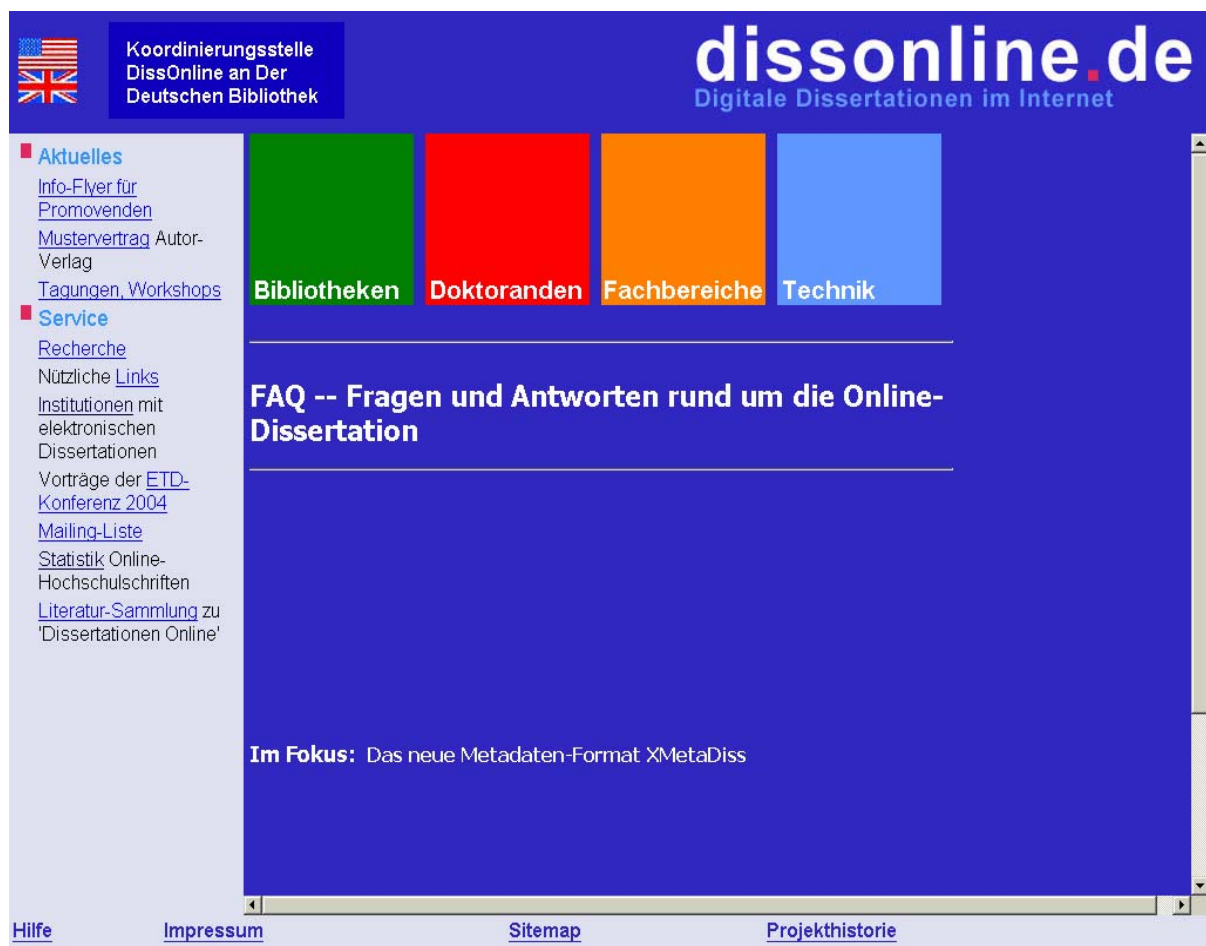 Koordinierungsstelle
DissOnline an Der
Deutschen Bibliothek
dissonline.de
Digitale Dissertationen im Internet
Aktuelles
Info-Flyer für
Promovenden
Mustervertrag Autor-
Verlag
Tagungen, Workshops
Service
Recherche
Nützliche Links
Institutionen mit
elektronischen
Dissertationen
Vorträge der ETD-
Konferenz 2004
Mailing-Liste
Statistik Online-
Hochschulschriften
Literatur-Sammlung zu
'Dissertationen Online'
Bibliotheken Doktoranden Fachbereiche Technik
FAQ -- Fragen und Antworten rund um die Online-
Dissertation
Im Fokus: Das neue Metadaten-Format XMetaDiss
Hilfe Impressum Sitemap Projekthistorie